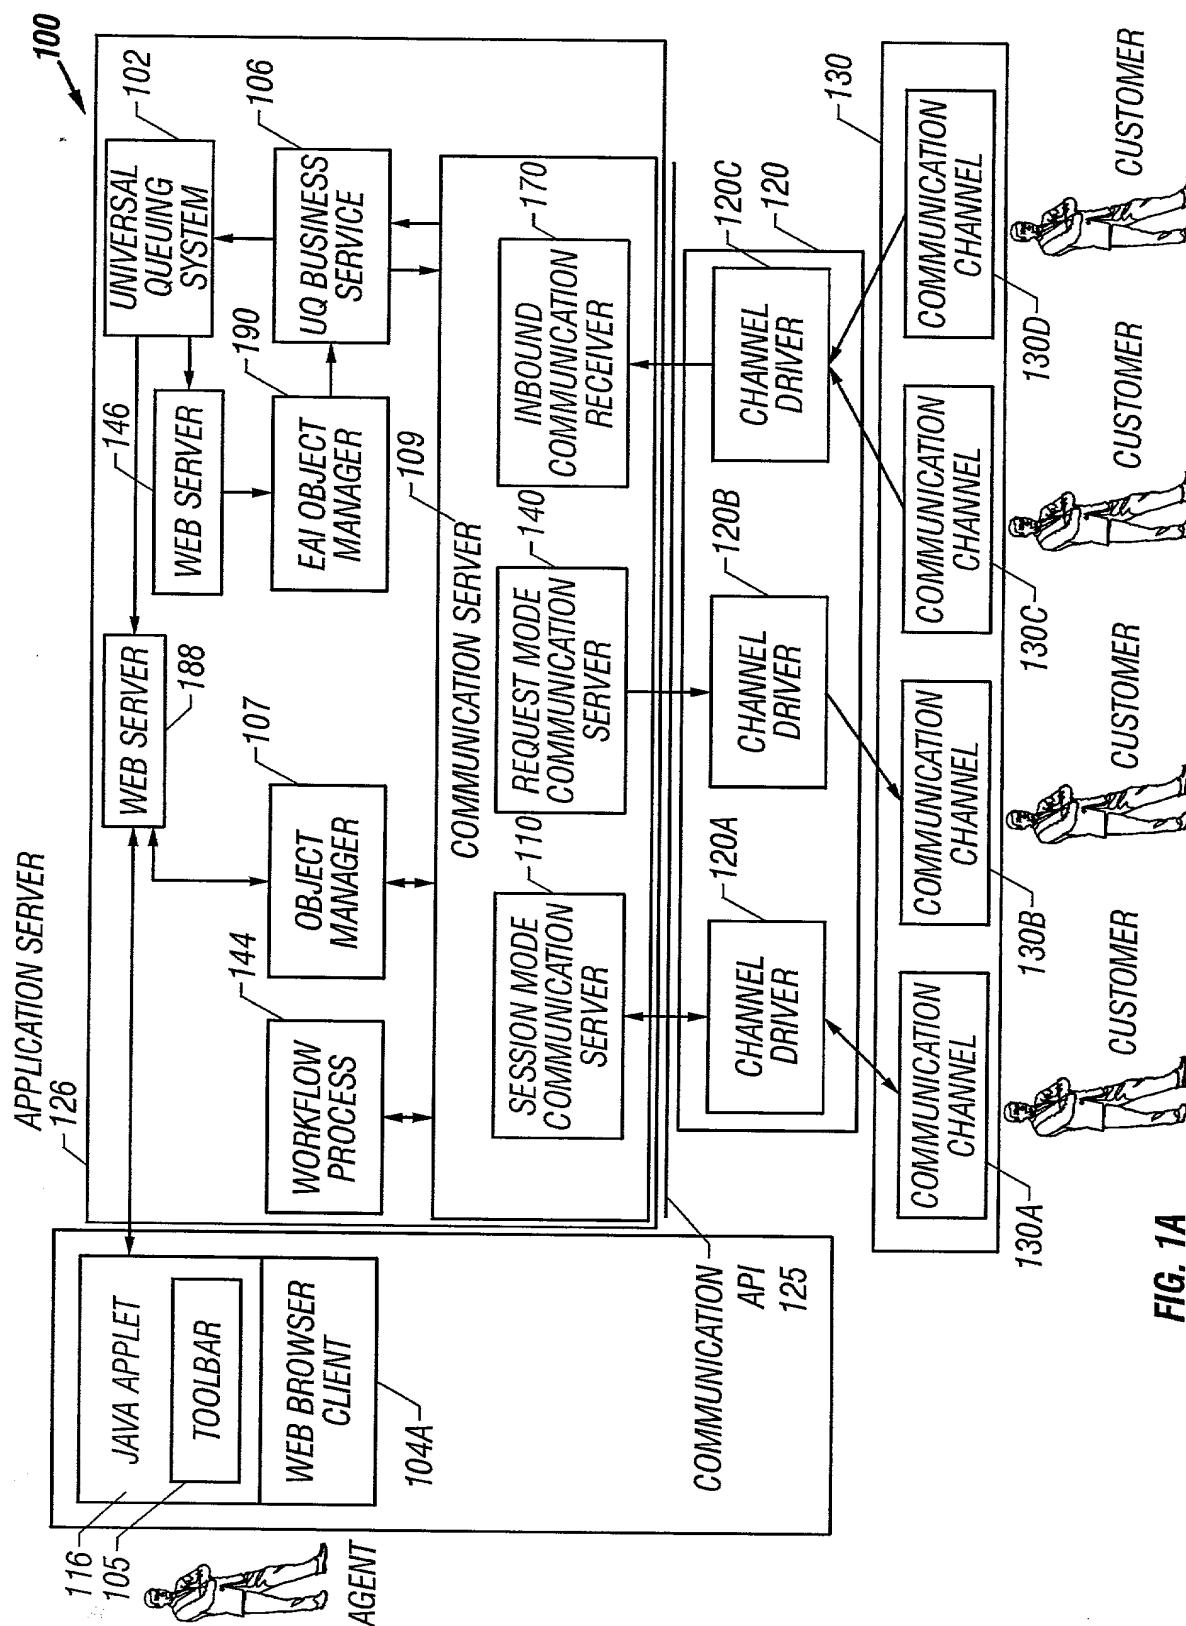 100
APPLICATION SERVER
126
UNIVERSAL
QUEUING
SYSTEM
102
146
WEB SERVER
WEB SERVER
188
UQ BUSINESS
SERVICE
106
190
EAI OBJECT
MANAGER
107
OBJECT
MANAGER
144
WORKFLOW
PROCESS
109
COMMUNICATION SERVER
110
SESSION MODE
COMMUNICATION
SERVER
140
REQUEST MODE
COMMUNICATION
SERVER
170
INBOUND
COMMUNICATION
RECEIVER
JAVA APPLET
TOOLBAR
WEB BROWSER
CLIENT
116
105
104A
AGENT
COMMUNICATION
API
125
120A
CHANNEL
DRIVER
120B
CHANNEL
DRIVER
120C
120
CHANNEL
DRIVER
130
COMMUNICATION
CHANNEL
130A
COMMUNICATION
CHANNEL
130B
COMMUNICATION
CHANNEL
130C
COMMUNICATION
CHANNEL
130D
CUSTOMER
CUSTOMER
CUSTOMER
CUSTOMER
FIG. 1A